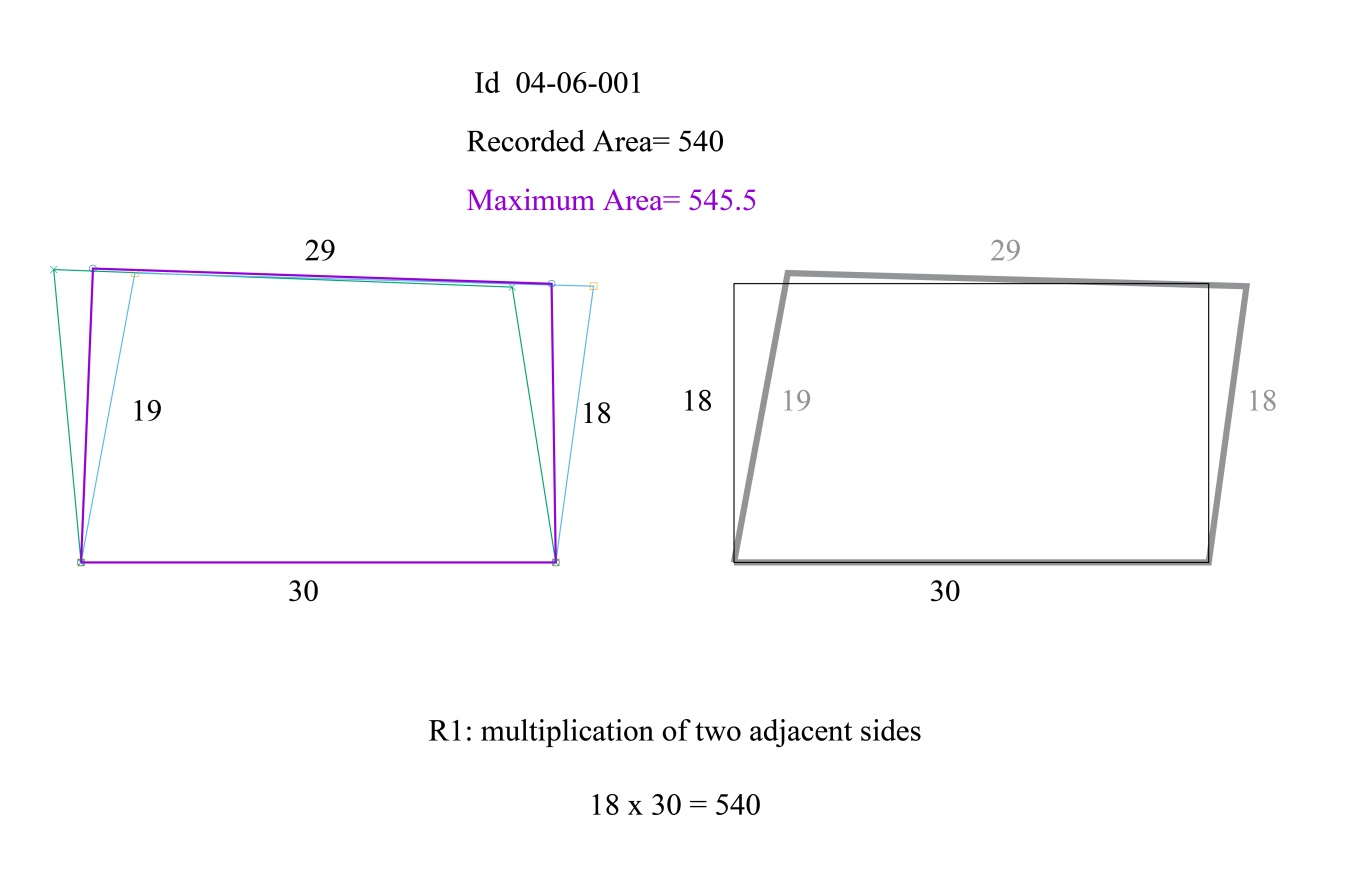 Id 04-06-001
Recorded Area= 540
Maximum Area= 545.5
29
19
18
30
29
18
19
18
30
R1: multiplication of two adjacent sides
18 x 30 = 540